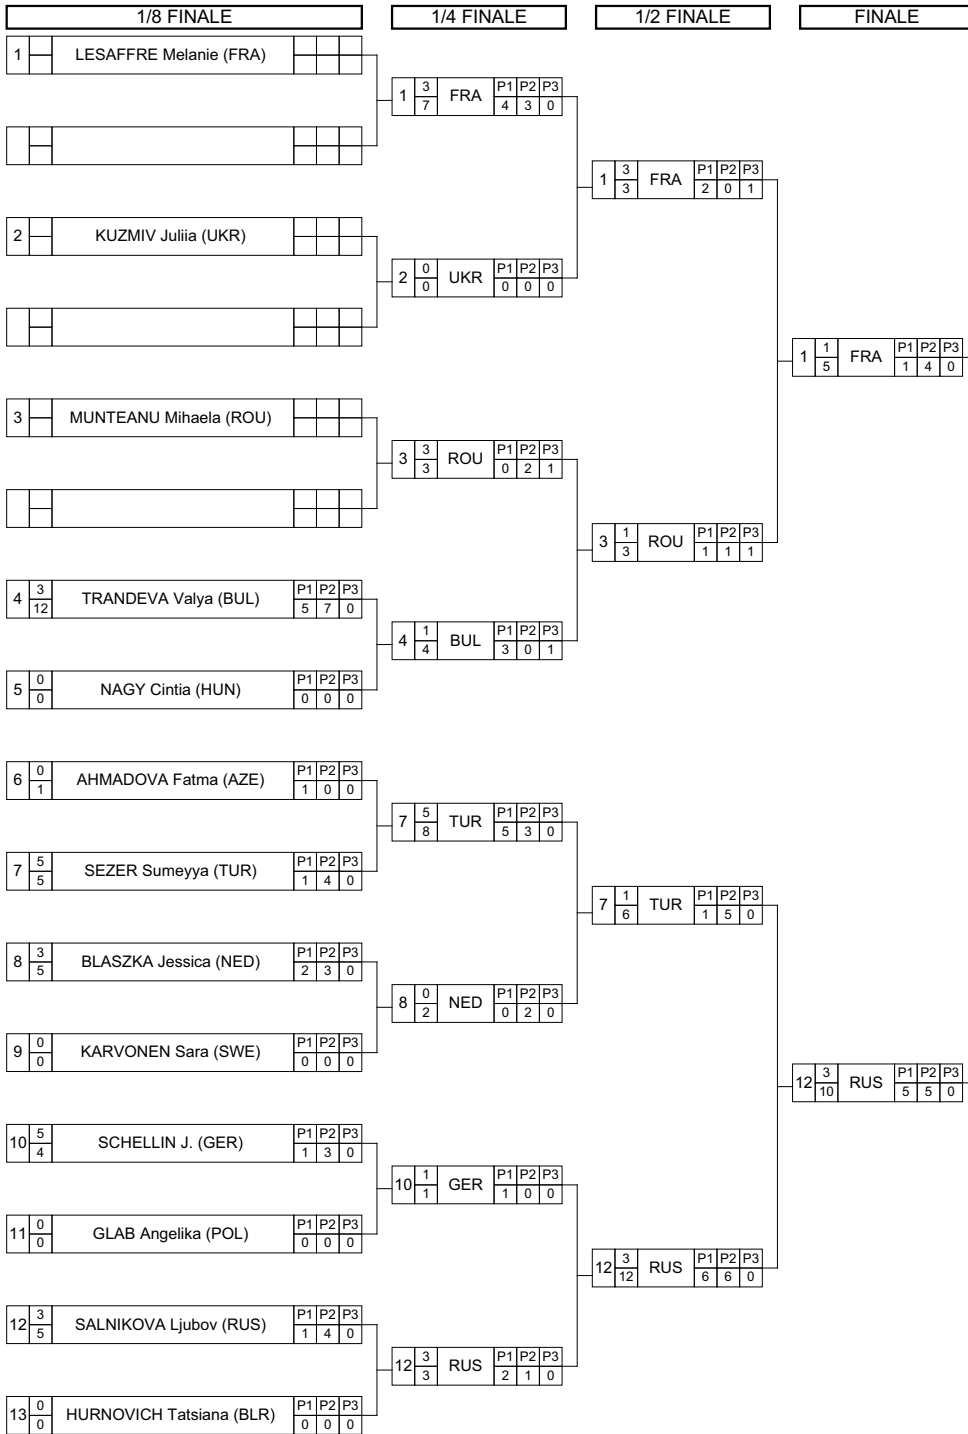 1/8 FINALE 1/4 FINALE 1/2 FINALE FINALE
1 LESAFFRE Melanie (FRA)
1 3 7 FRA P1 P2 P3 4 3 0
1 3 3 FRA P1 P2 P3 2 0 1
2 KUZMIV Juliia (UKR)
2 0 0 UKR P1 P2 P3 0 0 0
1 1 5 FRA P1 P2 P3 1 4 0
3 MUNTEANU Mihaela (ROU)
3 3 3 ROU P1 P2 P3 0 2 1
3 1 3 ROU P1 P2 P3 1 1 1
4 3 12 TRANDEVA Valya (BUL) P1 P2 P3 5 7 0
4 1 4 BUL P1 P2 P3 3 0 1
5 0 0 NAGY Cintia (HUN) P1 P2 P3 0 0 0
6 0 1 AHMADOVA Fatma (AZE) P1 P2 P3 1 0 0
7 5 8 TUR P1 P2 P3 5 3 0
7 5 5 SEZER Sumeyya (TUR) P1 P2 P3 1 4 0
7 1 6 TUR P1 P2 P3 1 5 0
8 3 5 BLASZKA Jessica (NED) P1 P2 P3 2 3 0
8 0 2 NED P1 P2 P3 0 2 0
9 0 0 KARVONEN Sara (SWE) P1 P2 P3 0 0 0
12 3 10 RUS P1 P2 P3 5 5 0
10 5 4 SCHELLIN J. (GER) P1 P2 P3 1 3 0
10 1 1 GER P1 P2 P3 1 0 0
11 0 0 GLAB Angelika (POL) P1 P2 P3 0 0 0
12 3 12 RUS P1 P2 P3 6 6 0
12 3 5 SALNIKOVA Ljubov (RUS) P1 P2 P3 1 4 0
12 3 3 RUS P1 P2 P3 2 1 0
13 0 0 HURNOVICH Tatsiana (BLR) P1 P2 P3 0 0 0